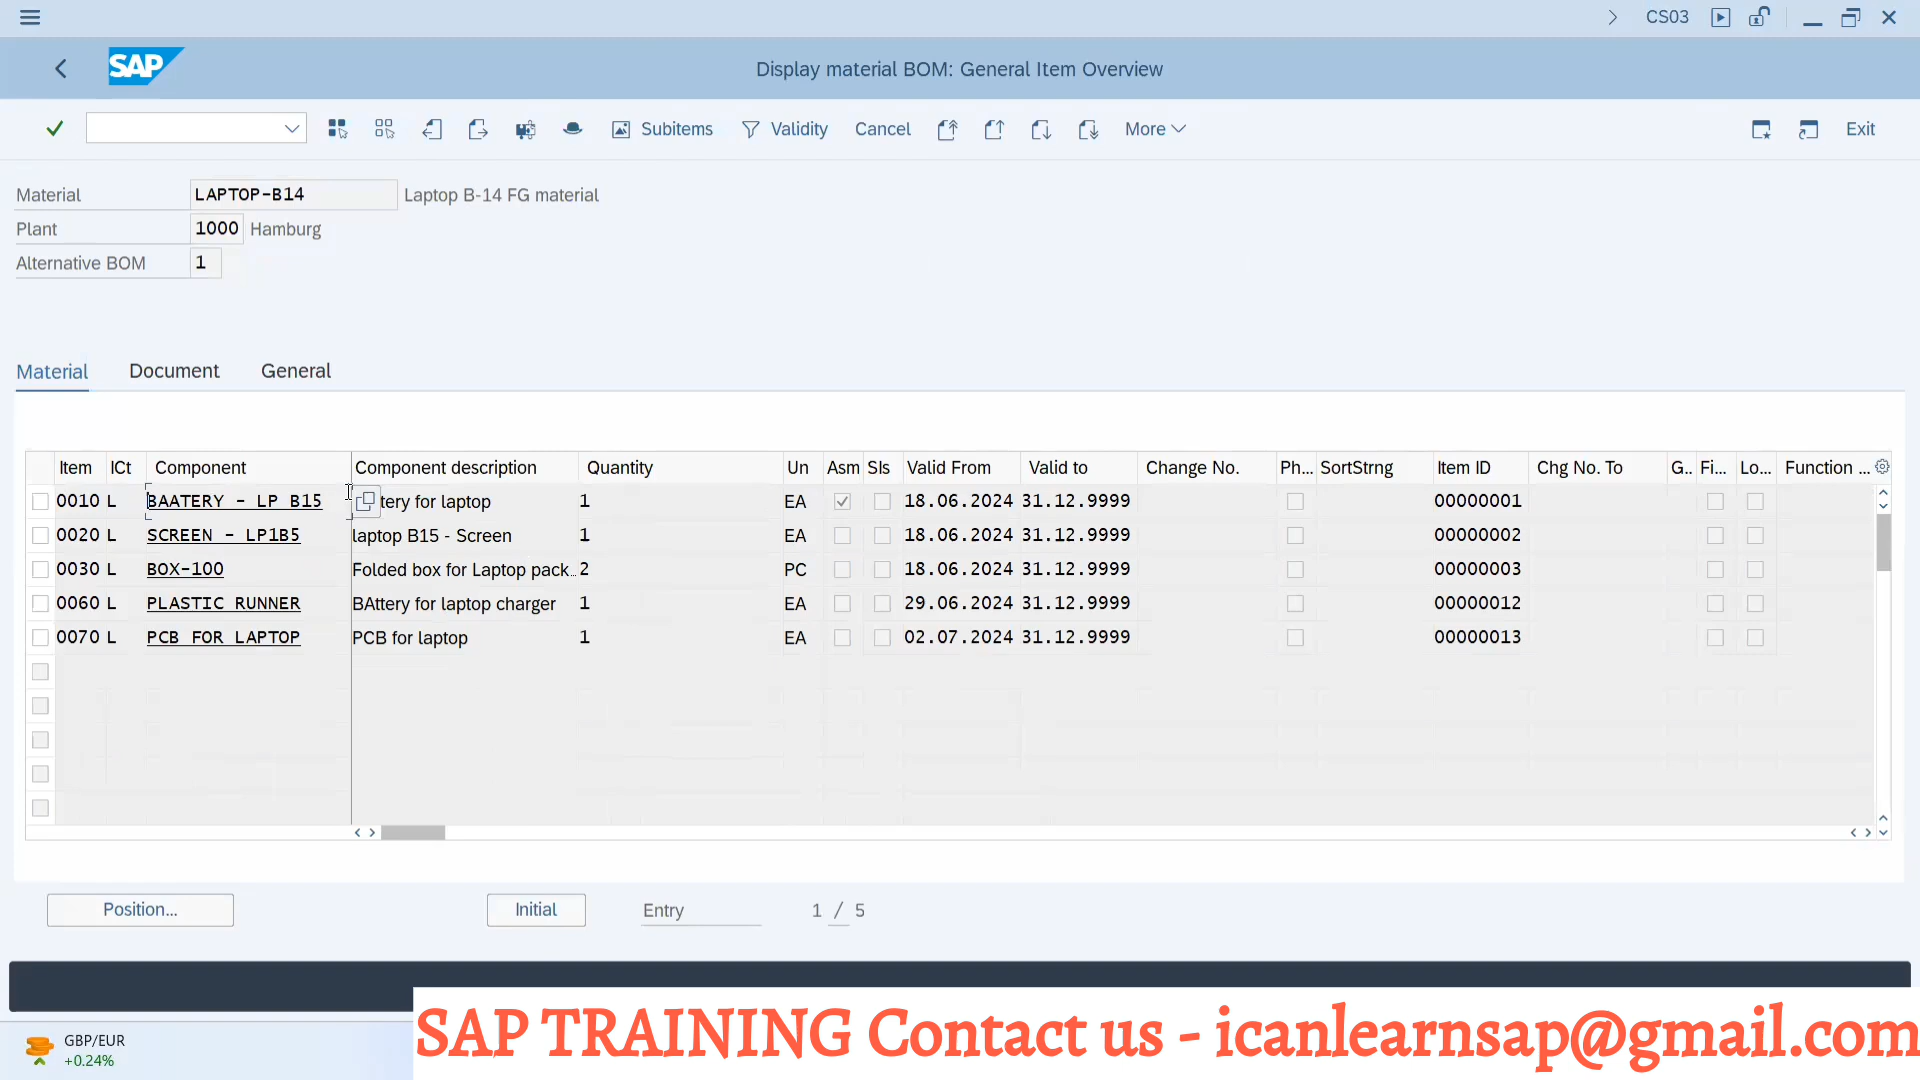 CS03
SAP
Display material BOM: General Item Overview
Subitems Validity Cancel More Exit
Material LAPTOP-B14 Laptop B-14 FG material
Plant 1000 Hamburg
Alternative BOM 1
Material Document General
Item ICt Component Component description Quantity Un Asm SIs Valid From Valid to Change No. Ph... SortStrng Item ID Chg No. To G.. Fi... Lo... Function ...
0010 L BAATERY - LP B15 tery for laptop 1 EA 18.06.2024 31.12.9999 00000001
0020 L SCREEN - LP1B5 laptop B15 - Screen 1 EA 18.06.2024 31.12.9999 00000002
0030 L BOX-100 Folded box for Laptop pack... 2 PC 18.06.2024 31.12.9999 00000003
0060 L PLASTIC RUNNER BAttery for laptop charger 1 EA 29.06.2024 31.12.9999 00000012
0070 L PCB FOR LAPTOP PCB for laptop 1 EA 02.07.2024 31.12.9999 00000013
Position... Initial Entry 1 / 5
GBP/EUR
+0.24%
SAP TRAINING Contact us - icanlearnsap@gmail.com